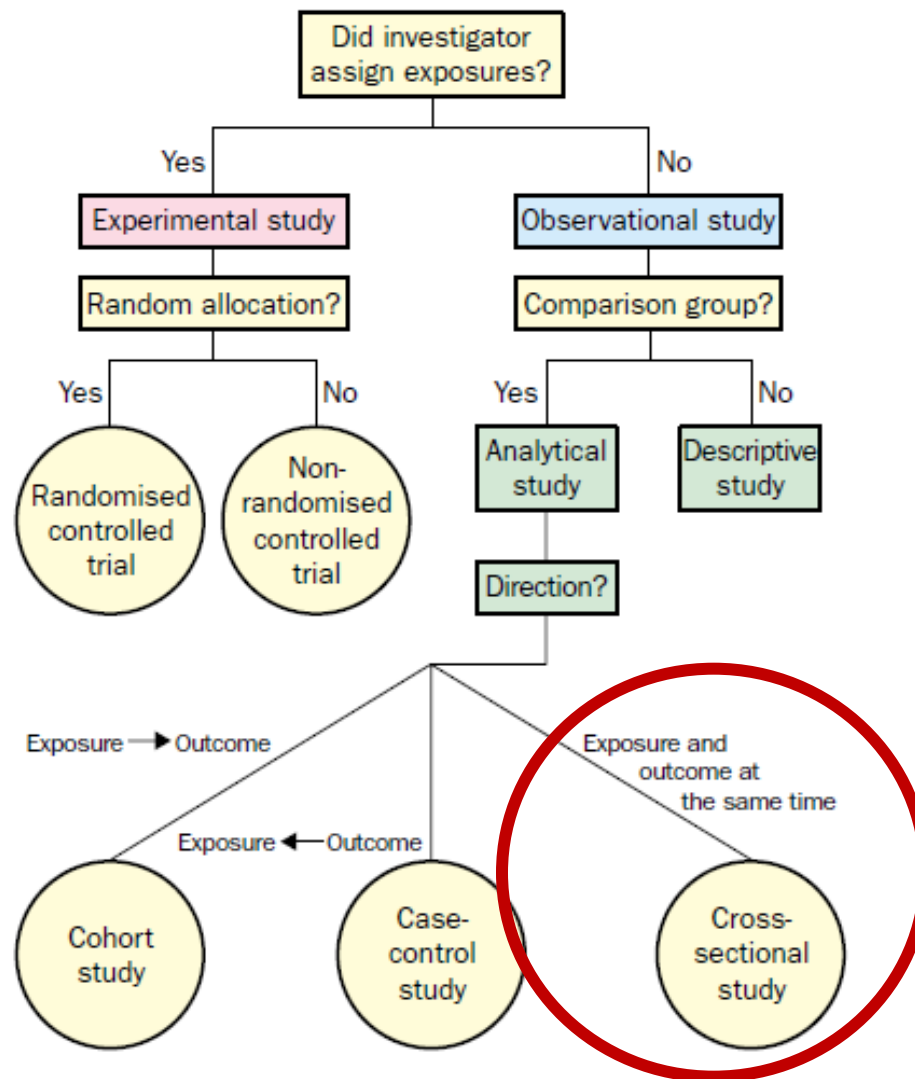 Did investigator
assign exposures?
Yes
No
Experimental study
Observational study
Random allocation?
Comparison group?
Yes
No
Yes
No
Randomised
controlled
trial
Non-
randomised
controlled
trial
Analytical
study
Descriptive
study
Direction?
Exposure → Outcome
Exposure and
outcome at
the same time
Exposure ← Outcome
Cohort
study
Case-
control
study
Cross-
sectional
study